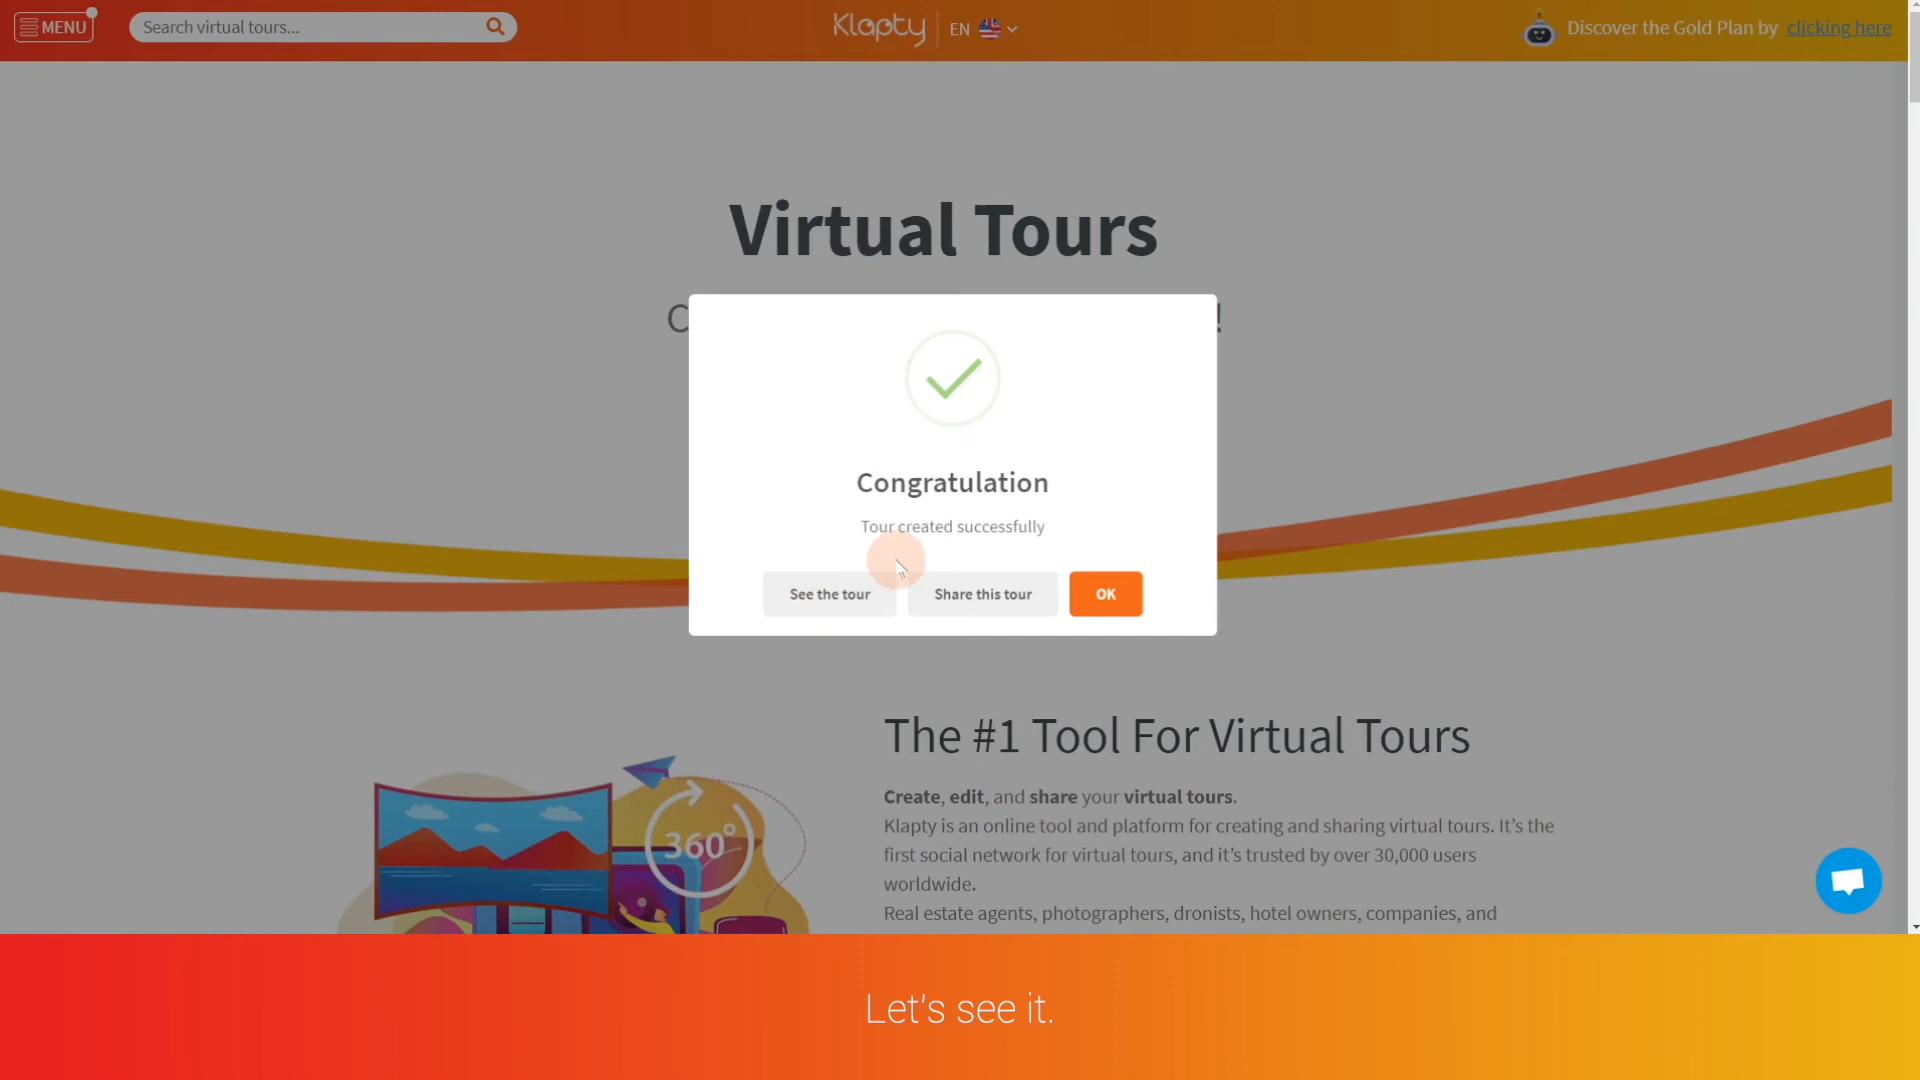 MENU
Search virtual tours...
Klapty
EN
Discover the Gold Plan by clicking here
Virtual Tours
C
!
Congratulation
Tour created successfully
See the tour
Share this tour
OK
The #1 Tool For Virtual Tours
Create, edit, and share your virtual tours.
Klapty is an online tool and platform for creating and sharing virtual tours. It's the
first social network for virtual tours, and it's trusted by over 30,000 users
worldwide.
Real estate agents, photographers, dronists, hotel owners, companies, and
360°
Let's see it.